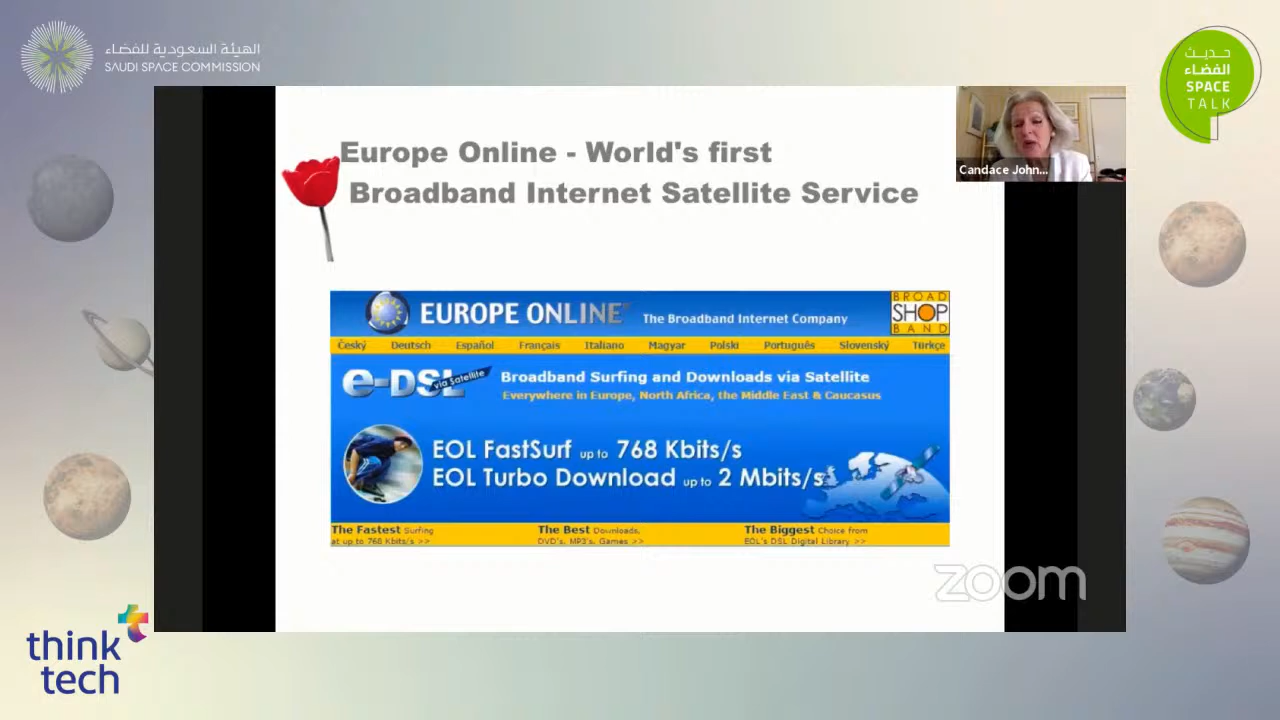 الهيئة السعودية للفضاء
SAUDI SPACE COMMISSION
حديث
الفضاء
SPACE
TALK
Candace John...
Europe Online - World's first
Broadband Internet Satellite Service
EUROPE ONLINE
The Broadband Internet Company
BROAD
SHOP
BAND
Česky Deutsch Español Français Italiano Magyar Polski Português Slovenský Türkçe
e-DSL via Satellite
Broadband Surfing and Downloads via Satellite
Everywhere in Europe, North Africa, the Middle East & Caucasus
EOL FastSurf up to 768 Kbits/s
EOL Turbo Download up to 2 Mbits/s
The Fastest Surfing
at up to 768 Kbits/s >>
The Best Downloads,
DVD's, MP3's, Games >>
The Biggest Choice from
EOL's DSL Digital Library >>
zoom
think
tech